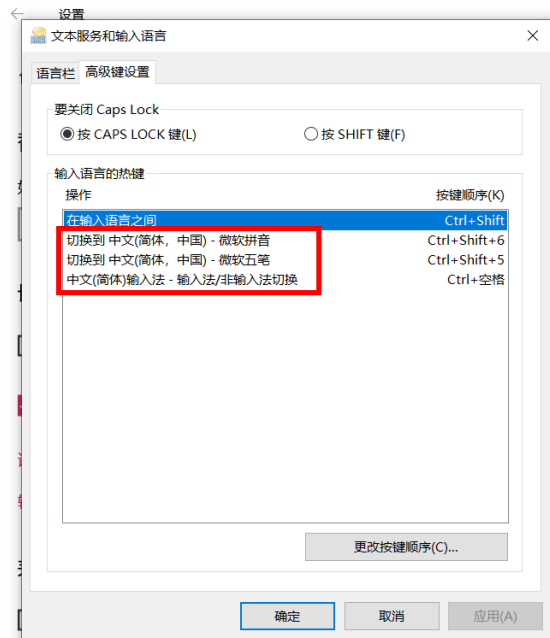 设置
文本服务和输入语言
语言栏 高级键设置
要关闭 Caps Lock
按 CAPS LOCK 键(L) 按 SHIFT 键(F)
输入语言的热键
操作 按键顺序(K)
在输入语言之间 Ctrl+Shift
切换到 中文(简体，中国) - 微软拼音 Ctrl+Shift+6
切换到 中文(简体，中国) - 微软五笔 Ctrl+Shift+5
中文(简体)输入法 - 输入法/非输入法切换 Ctrl+空格
更改按键顺序(C)...
确定 取消 应用(A)